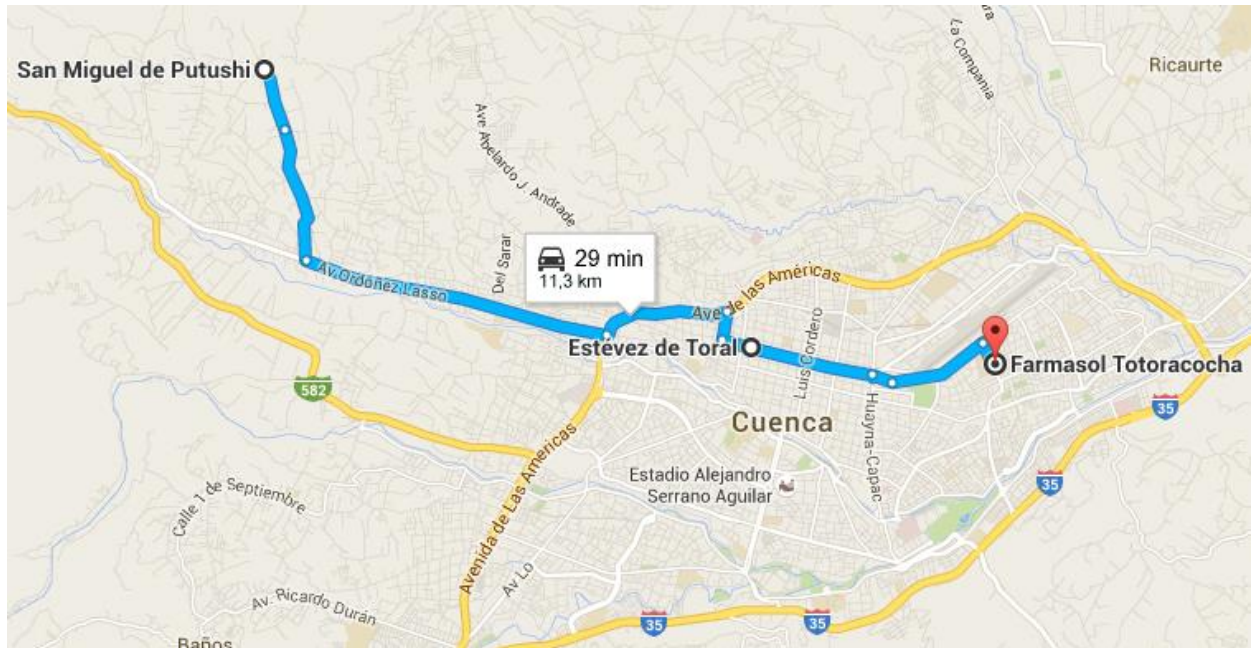 La Compania
Ricaurte
San Miguel de Putushi
Ave Abelardo J. Andrade
Del Sarar
29 min
11,3 km
Av.Ordóñez Lasso
Ave de las Américas
Estévez de Toral
Luis Cordero
Farmasol Totoracocha
582
Cuenca
Huayna-Capac
35
Avenida de Las Americas
Estadio Alejandro
Serrano Aguilar
35
Calle 1 de Septiembre
Av Lo
Av. Ricardo Durán
35
35
Baños